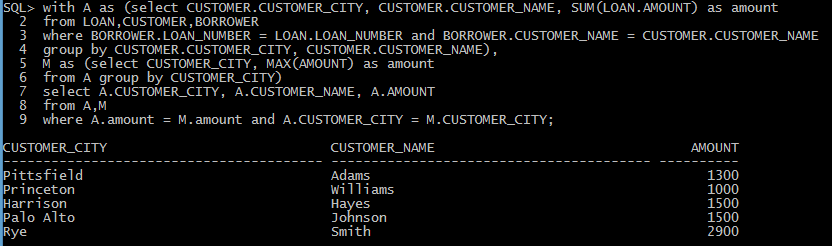 SQL> with A as (select CUSTOMER.CUSTOMER_CITY, CUSTOMER.CUSTOMER_NAME, SUM(LOAN.AMOUNT) as amount
2 from LOAN,CUSTOMER,BORROWER
3 where BORROWER.LOAN_NUMBER = LOAN.LOAN_NUMBER and BORROWER.CUSTOMER_NAME = CUSTOMER.CUSTOMER_NAME
4 group by CUSTOMER.CUSTOMER_CITY, CUSTOMER.CUSTOMER_NAME),
5 M as (select CUSTOMER_CITY, MAX(AMOUNT) as amount
6 from A group by CUSTOMER_CITY)
7 select A.CUSTOMER_CITY, A.CUSTOMER_NAME, A.AMOUNT
8 from A,M
9 where A.amount = M.amount and A.CUSTOMER_CITY = M.CUSTOMER_CITY;
CUSTOMER_CITY CUSTOMER_NAME AMOUNT
---------------------------------------- ---------------------------------------- ----------
Pittsfield Adams 1300
Princeton Williams 1000
Harrison Hayes 1500
Palo Alto Johnson 1500
Rye Smith 2900